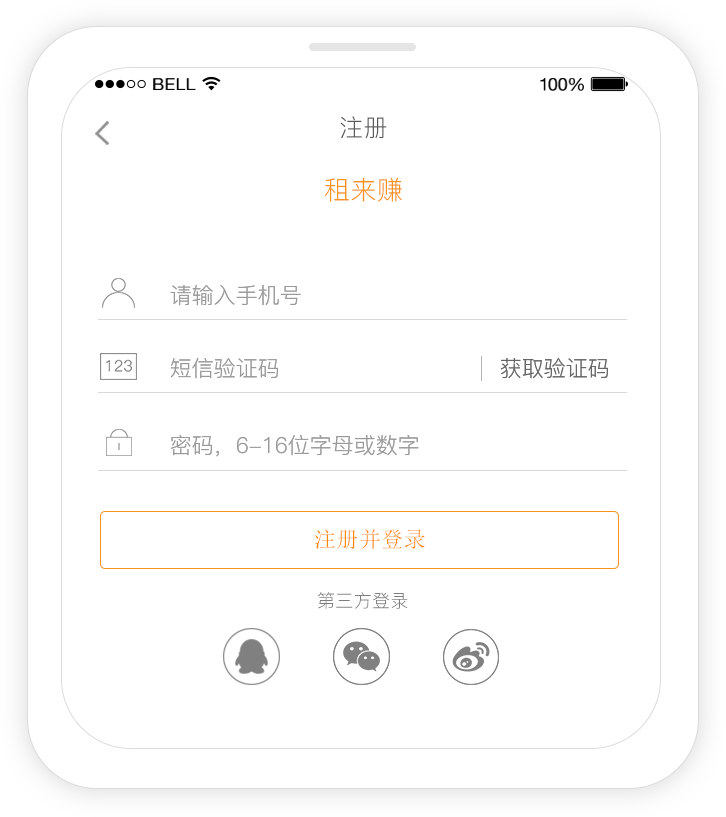 BELL 100%
注册
租来赚
请输入手机号
123 短信验证码 获取验证码
密码，6-16位字母或数字
注册并登录
第三方登录